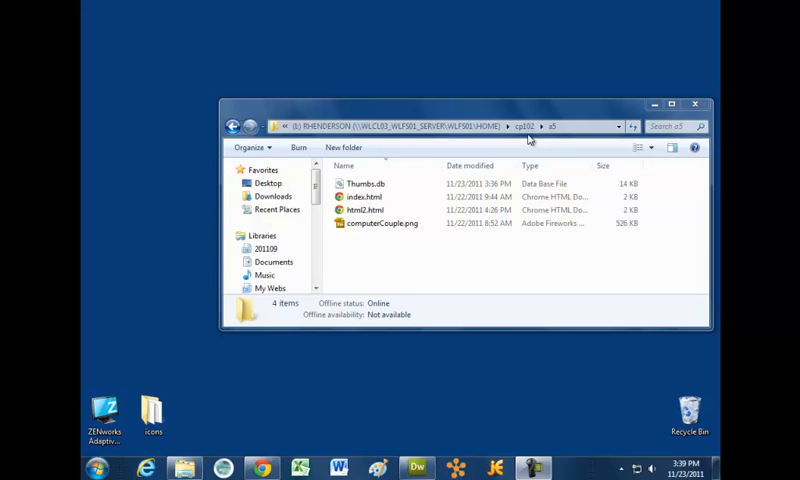 (I:) RHENDERSON (\\WLCL03_WLFS01_SERVER\WLFS01\HOME) cp102 a5 Search a5
Organize Burn New folder
Name Date modified Type Size
Favorites
Desktop
Downloads
Recent Places
Libraries
201109
Documents
Music
My Webs
Thumbs.db 11/23/2011 3:36 PM Data Base File 14 KB
index.html 11/22/2011 9:44 AM Chrome HTML Do... 2 KB
html2.html 11/22/2011 4:26 PM Chrome HTML Do... 2 KB
computerCouple.png 11/22/2011 8:52 AM Adobe Fireworks ... 526 KB
4 items Offline status: Online
Offline availability: Not available
ZENworks
Adaptiv...
icons
Recycle Bin
Dw
3:39 PM
11/23/2011